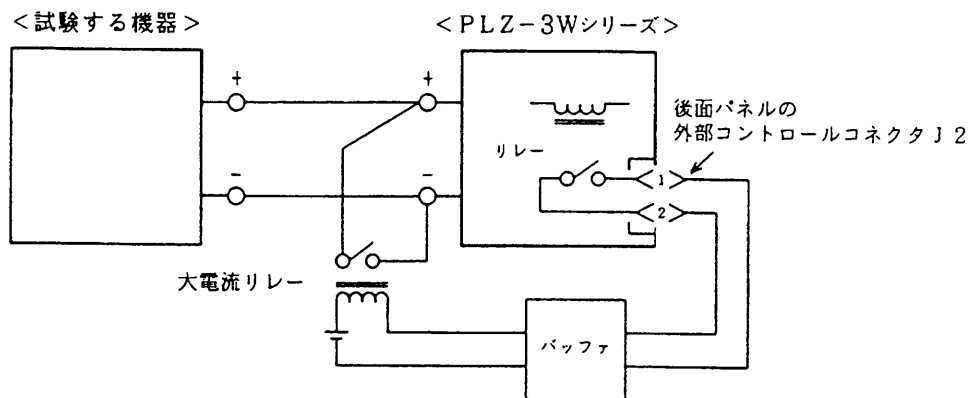 <試験する機器>
<PLZ-3Wシリーズ>
+
+
後面パネルの
外部コントロールコネクタJ2
リレー
1
-
-
2
大電流リレー
バッファ